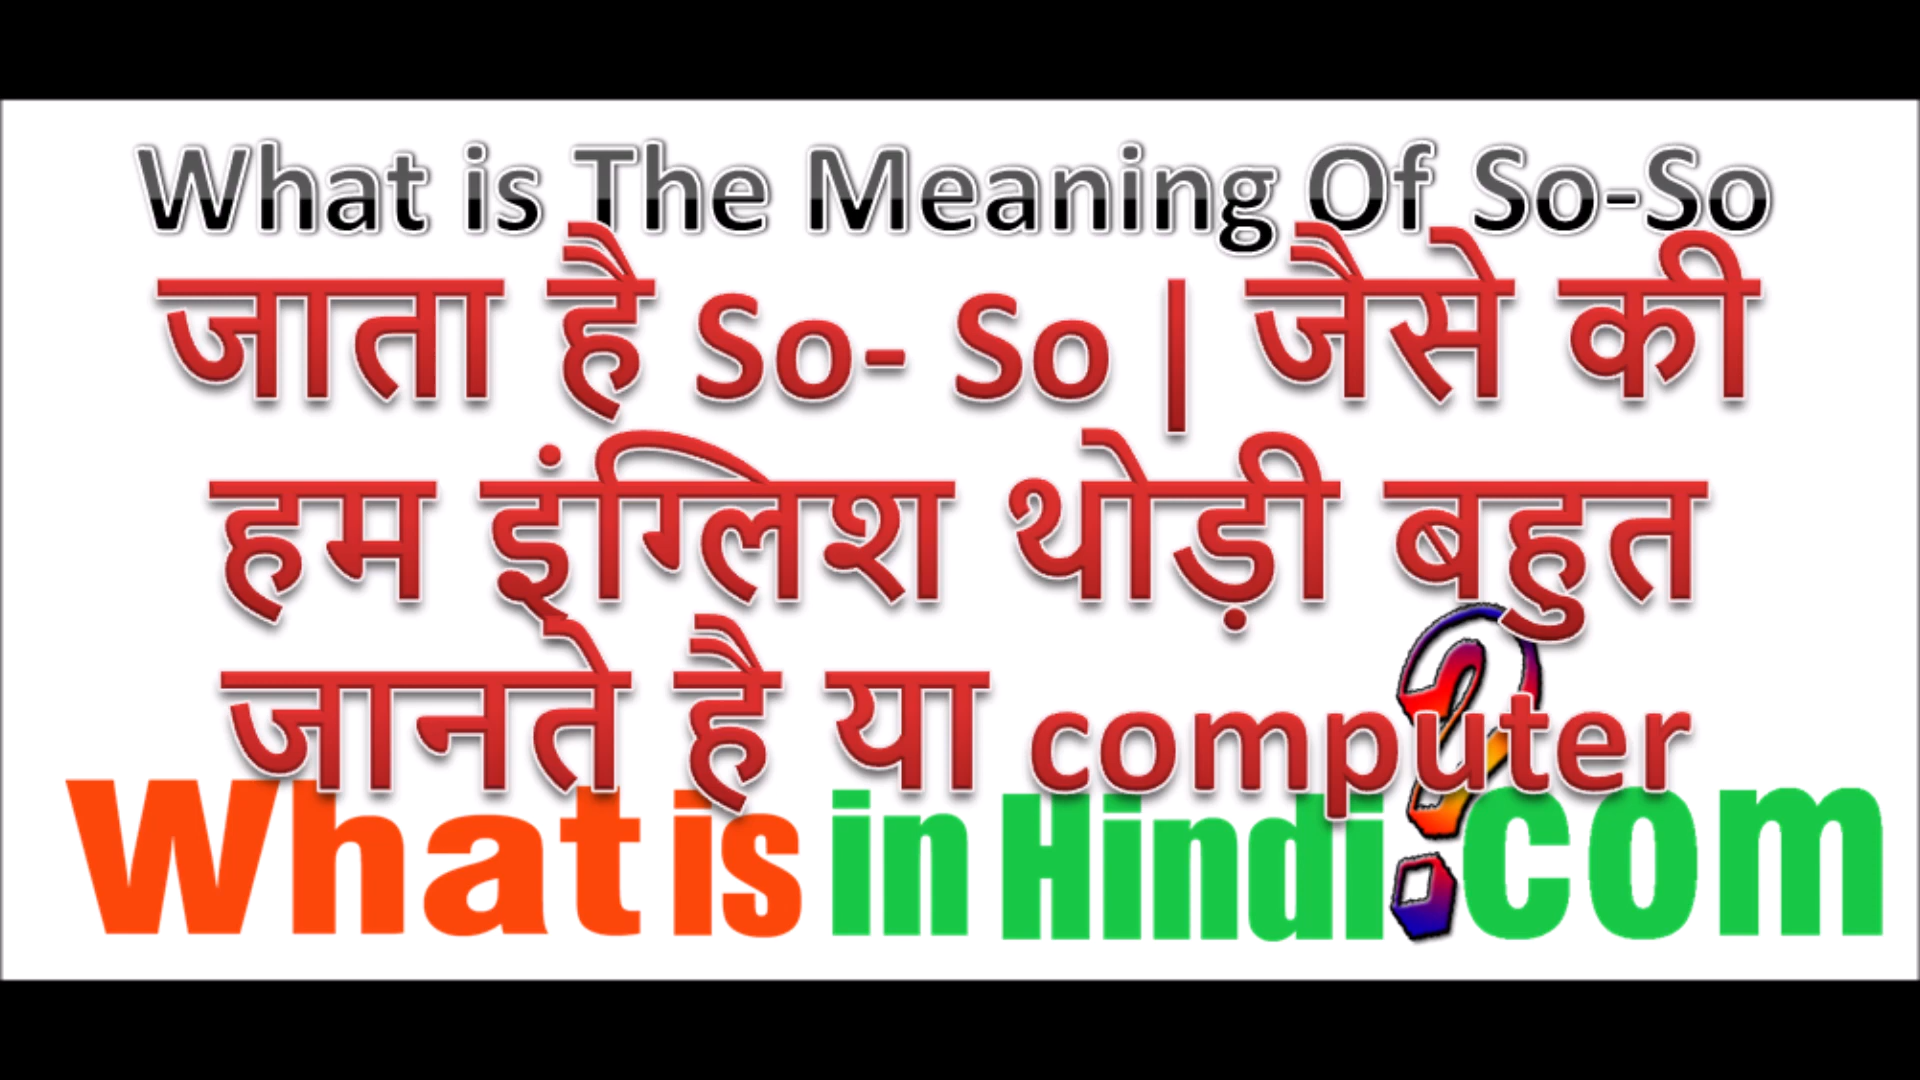 What is The Meaning Of So-So
जाता है So- So | जैसे की
हम इंग्लिश थोड़ी बहुत
जानते है या computer
What is in Hindi.com